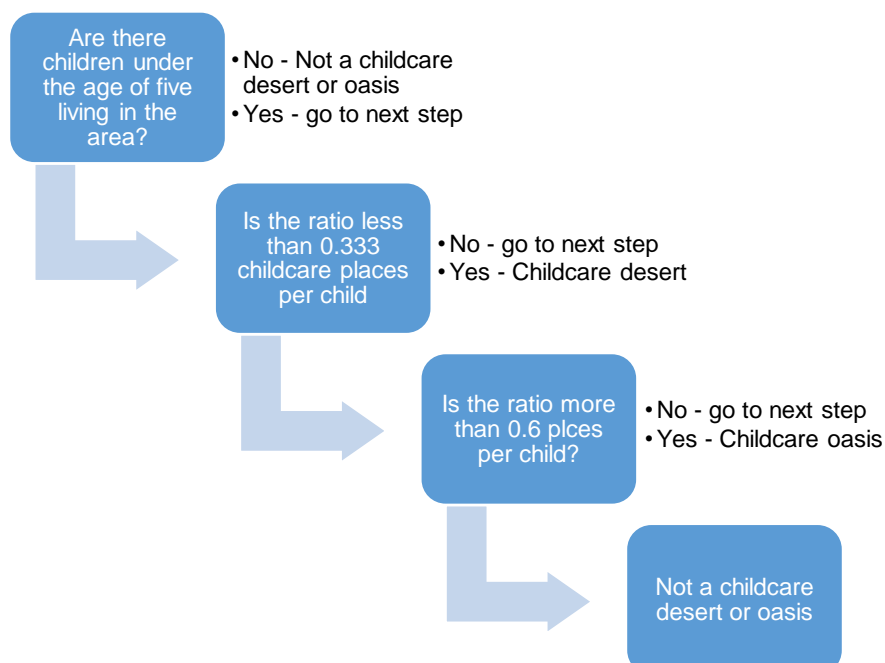 Are there
children under
the age of five
living in the
area?
• No - Not a childcare
desert or oasis
• Yes - go to next step
Is the ratio less
than 0.333
childcare places
per child
• No - go to next step
• Yes - Childcare desert
Is the ratio more
than 0.6 plces
per child?
• No - go to next step
• Yes - Childcare oasis
Not a childcare
desert or oasis